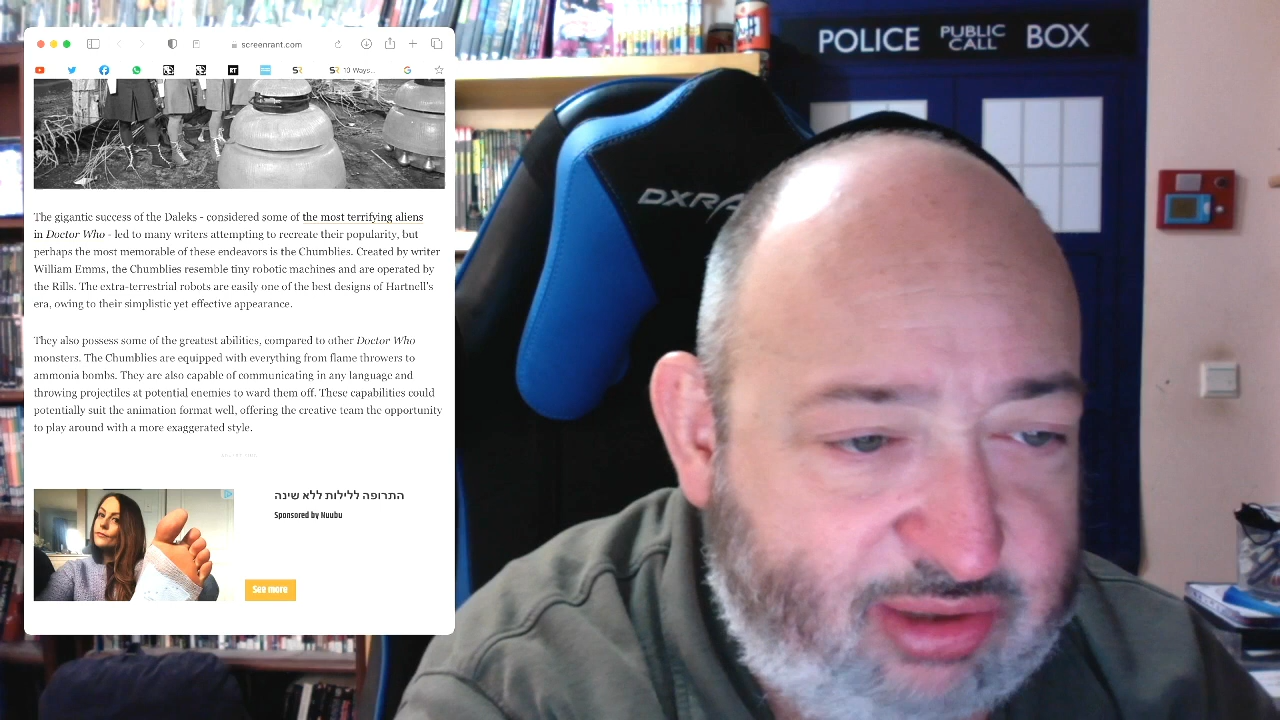 screenrant.com
10 Ways...
The gigantic success of the Daleks - considered some of the most terrifying aliens
in Doctor Who - led to many writers attempting to recreate their popularity, but
perhaps the most memorable of these endeavors is the Chumblies. Created by writer
William Emms, the Chumblies resemble tiny robotic machines and are operated by
the Rills. The extra-terrestrial robots are easily one of the best designs of Hartnell's
era, owing to their simplistic yet effective appearance.
They also possess some of the greatest abilities, compared to other Doctor Who
monsters. The Chumblies are equipped with everything from flame throwers to
ammonia bombs. They are also capable of communicating in any language and
throwing projectiles at potential enemies to ward them off. These capabilities could
potentially suit the animation format well, offering the creative team the opportunity
to play around with a more exaggerated style.
התרופה ללילות ללא שינה
Sponsored by Nuubu
See more
POLICE PUBLIC CALL BOX